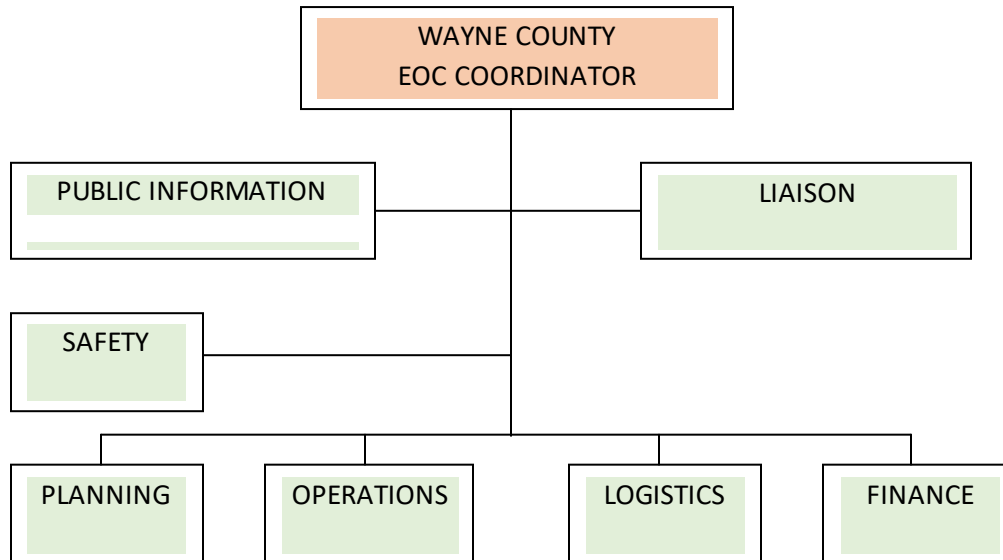 WAYNE COUNTY
EOC COORDINATOR
PUBLIC INFORMATION
LIAISON
SAFETY
PLANNING
OPERATIONS
LOGISTICS
FINANCE